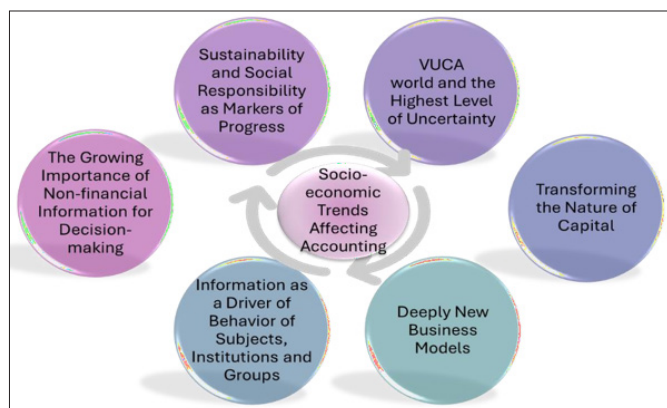 Sustainability
and Social
Responsibility
as Markers of
Progress
VUCA
world and the
Highest Level
of Uncertainty
The Growing
Importance of
Non-financial
Information for
Decision-
making
Socio-
economic
Trends
Affecting
Accounting
Transforming
the Nature of
Capital
Information as
a Driver of
Behavior of
Subjects,
Institutions and
Groups
Deeply New
Business
Models